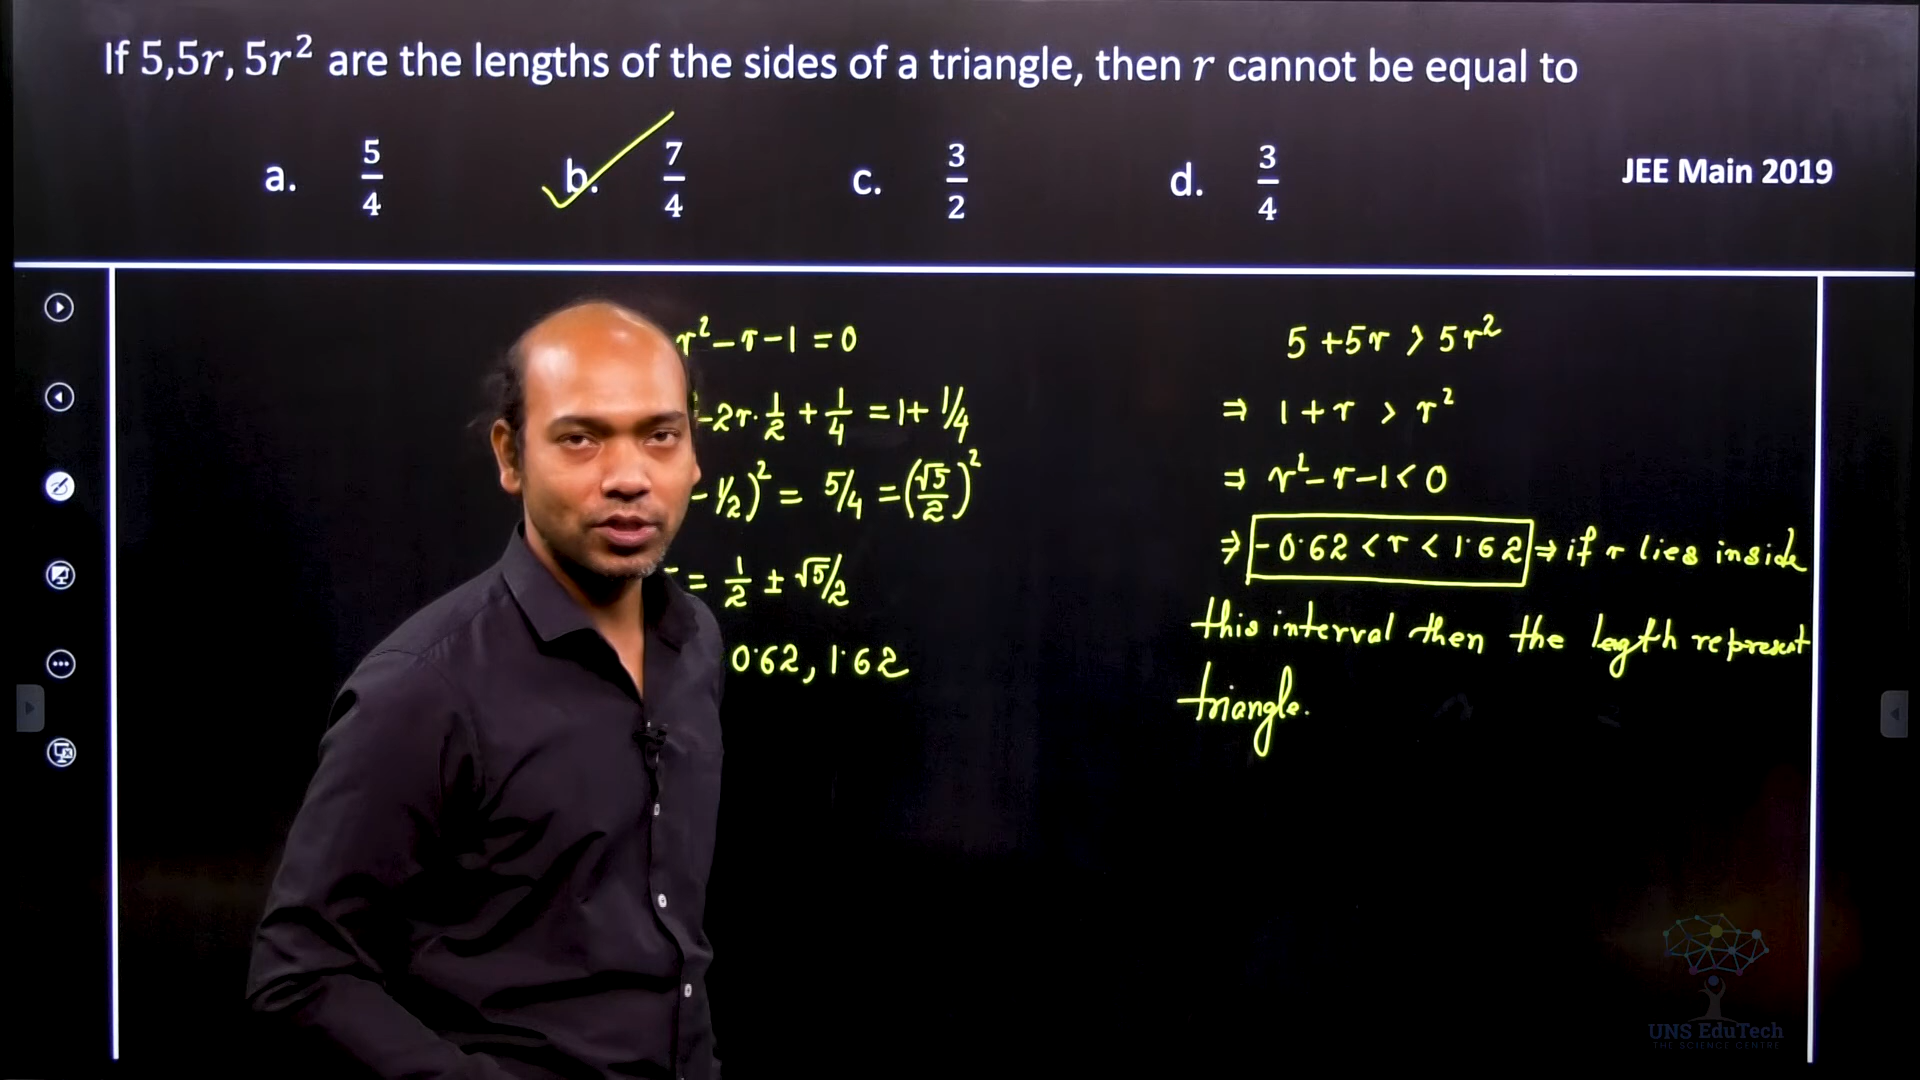 If 5,5r, 5r² are the lengths of the sides of a triangle, then r cannot be equal to
a. 5/4 b. 7/4 c. 3/2 d. 3/4
JEE Main 2019
r² - r - 1 = 0
- 2r · 1/2 + 1/4 = 1 + 1/4
- 1/2)² = 5/4 = (√5/2)²
= 1/2 ± √5/2
0.62, 1.62
5 + 5r > 5r²
⇒ 1 + r > r²
⇒ r² - r - 1 < 0
⇒ -0.62 < r < 1.62 ⇒ if r lies inside
this interval then the legth represent
triangle.
UNS EduTech
THE SCIENCE CENTRE